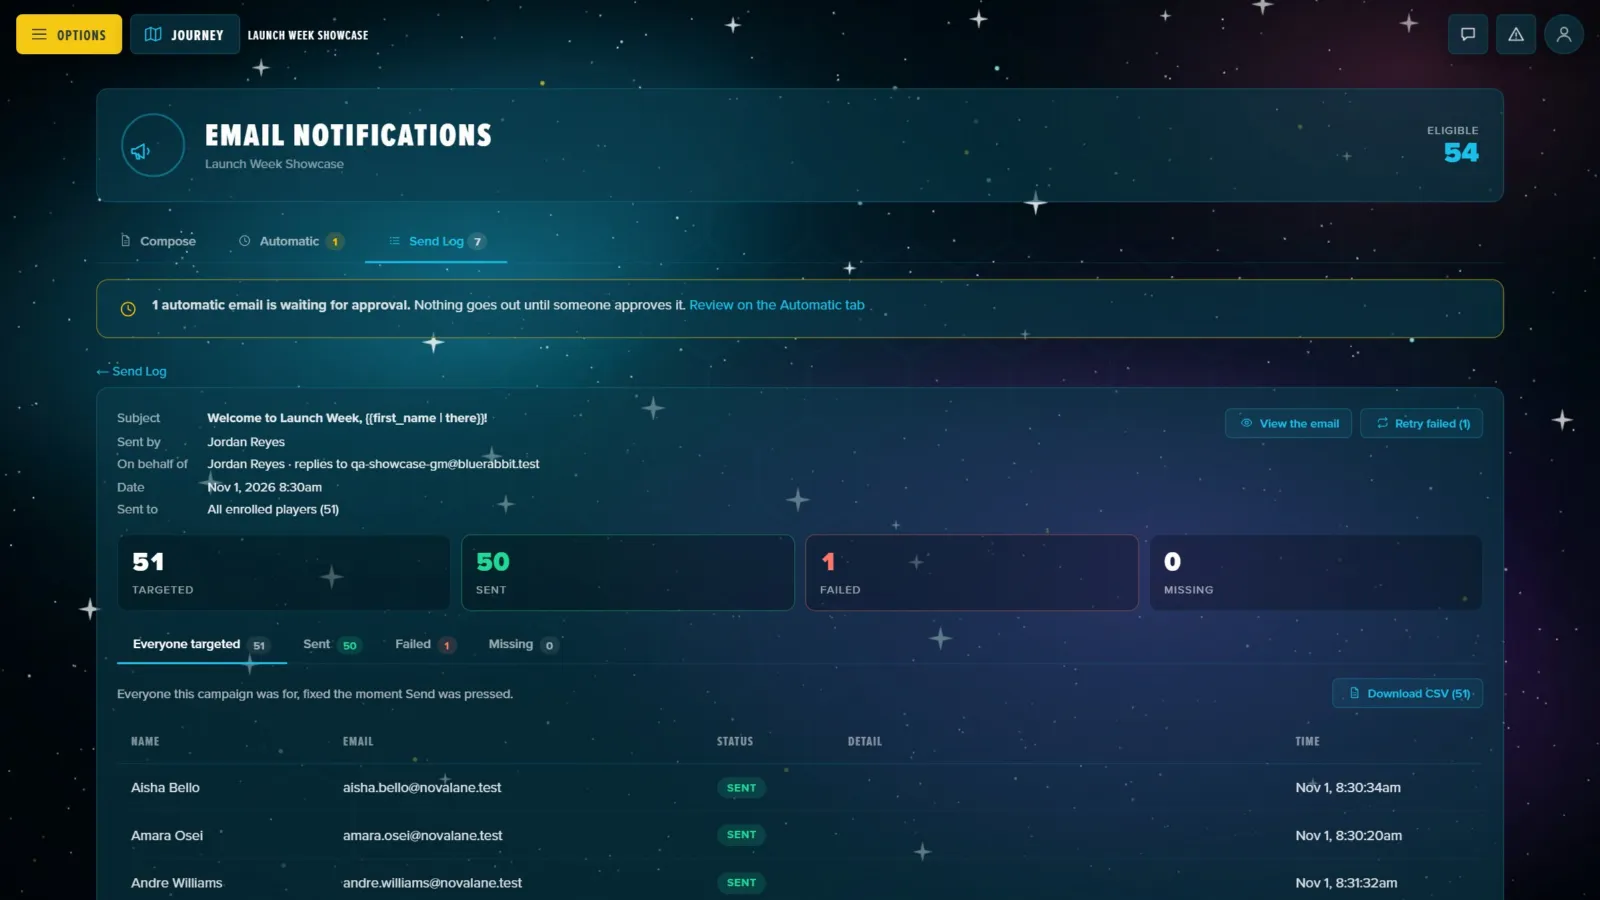 OPTIONS
JOURNEY
LAUNCH WEEK SHOWCASE
EMAIL NOTIFICATIONS
Launch Week Showcase
ELIGIBLE
54
Compose
Automatic 1
Send Log 7
1 automatic email is waiting for approval. Nothing goes out until someone approves it. Review on the Automatic tab
← Send Log
Subject Welcome to Launch Week, {{first_name | there}}!
View the email
Retry failed (1)
Sent by Jordan Reyes
On behalf of Jordan Reyes · replies to qa-showcase-gm@bluerabbit.test
Date Nov 1, 2026 8:30am
Sent to All enrolled players (51)
51
TARGETED
50
SENT
1
FAILED
0
MISSING
Everyone targeted 51
Sent 50
Failed 1
Missing 0
Everyone this campaign was for, fixed the moment Send was pressed.
Download CSV (51)
NAME EMAIL STATUS DETAIL TIME
Aisha Bello aisha.bello@novalane.test SENT Nov 1, 8:30:34am
Amara Osei amara.osei@novalane.test SENT Nov 1, 8:30:20am
Andre Williams andre.williams@novalane.test SENT Nov 1, 8:31:32am